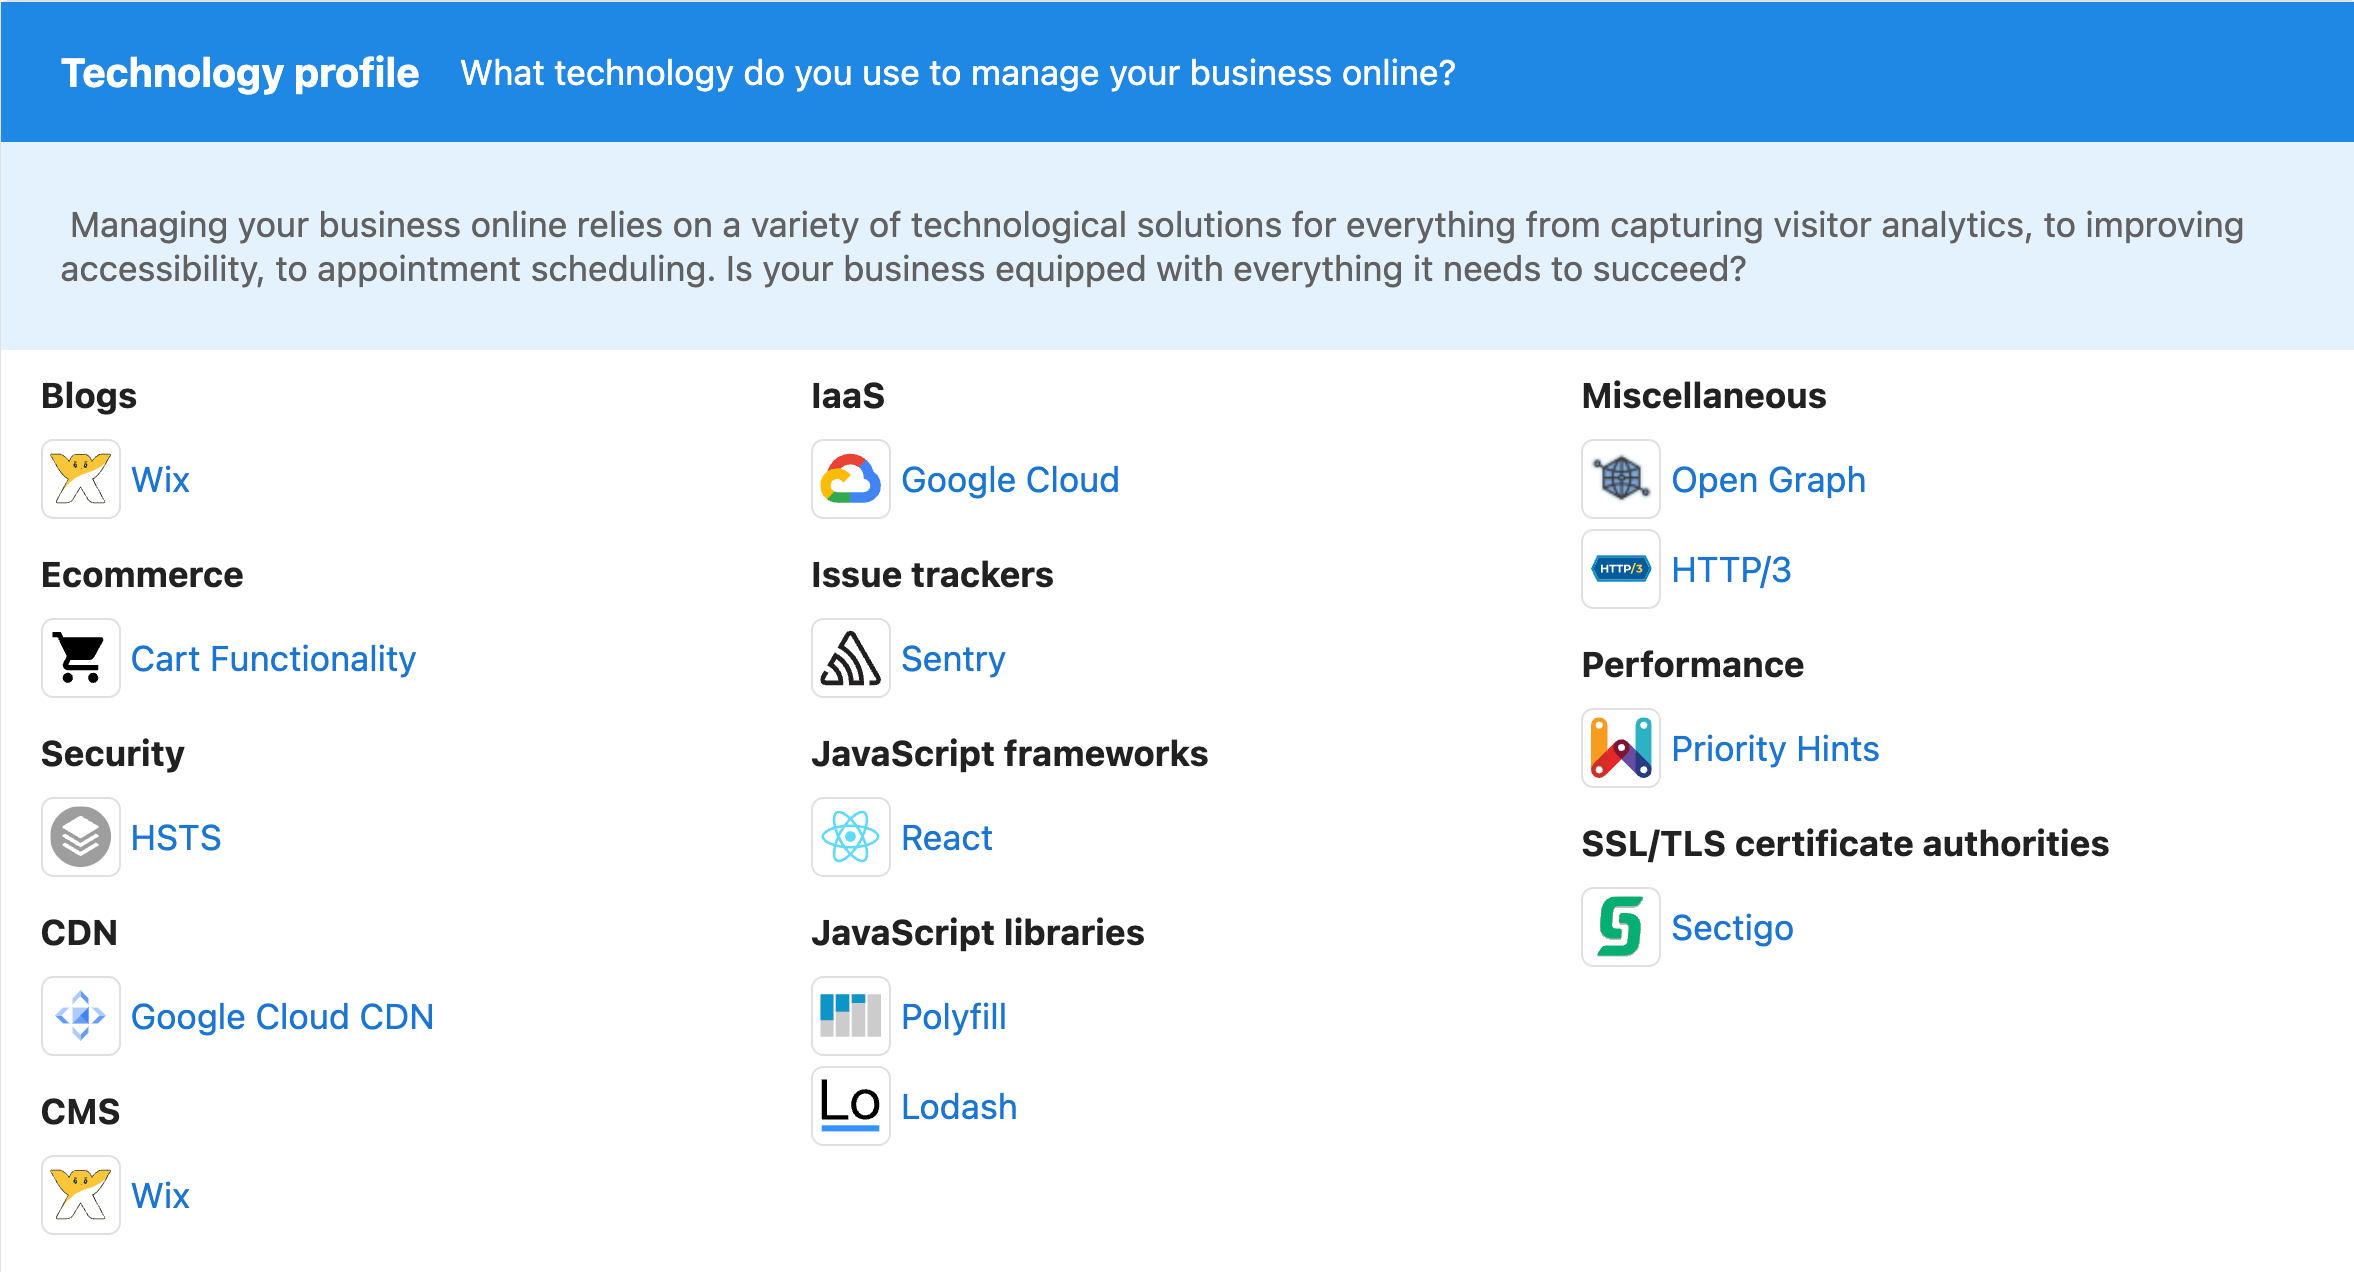 Technology profile What technology do you use to manage your business online?
Managing your business online relies on a variety of technological solutions for everything from capturing visitor analytics, to improving
accessibility, to appointment scheduling. Is your business equipped with everything it needs to succeed?
Blogs
Wix
Ecommerce
Cart Functionality
Security
HSTS
CDN
Google Cloud CDN
CMS
Wix
IaaS
Google Cloud
Issue trackers
Sentry
JavaScript frameworks
React
JavaScript libraries
Polyfill
Lo Lodash
Miscellaneous
Open Graph
HTTP/3 HTTP/3
Performance
Priority Hints
SSL/TLS certificate authorities
Sectigo